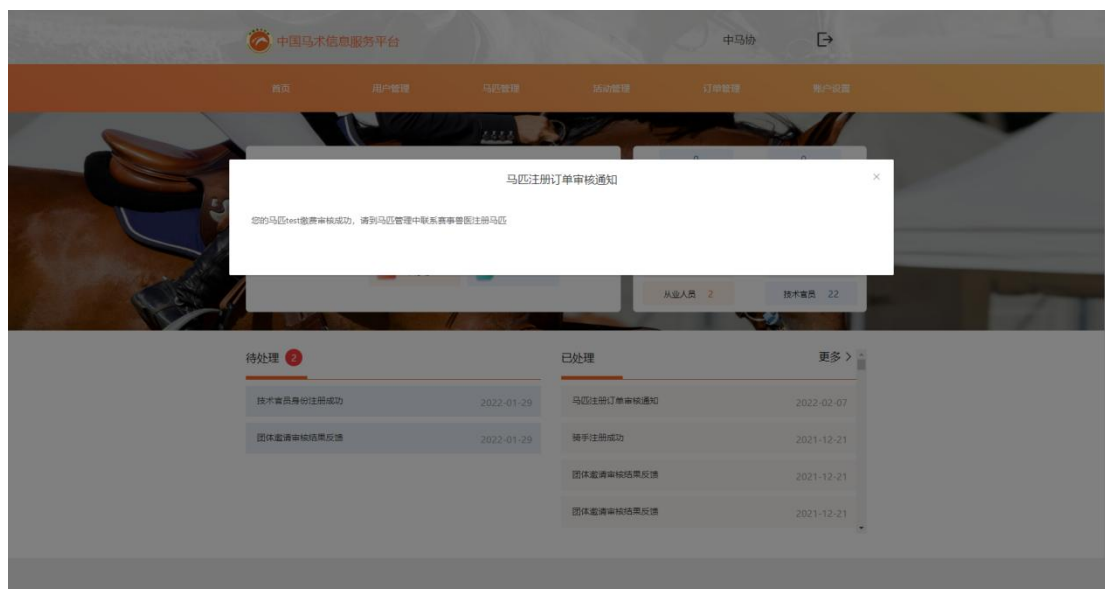 中国马术信息服务平台
中马协
首页 用户管理 马匹管理 活动管理 订单管理 账户设置
马匹注册订单审核通知
×
您的马匹test缴费审核成功，请到马匹管理中联系赛事兽医注册马匹
从业人员 2 技术官员 22
待处理 2
已处理 更多
技术官员身份注册成功 2022-01-29
马匹注册订单审核通知 2022-02-07
团体邀请审核结果反馈 2022-01-29
骑手注册成功 2021-12-21
团体邀请审核结果反馈 2021-12-21
团体邀请审核结果反馈 2021-12-21